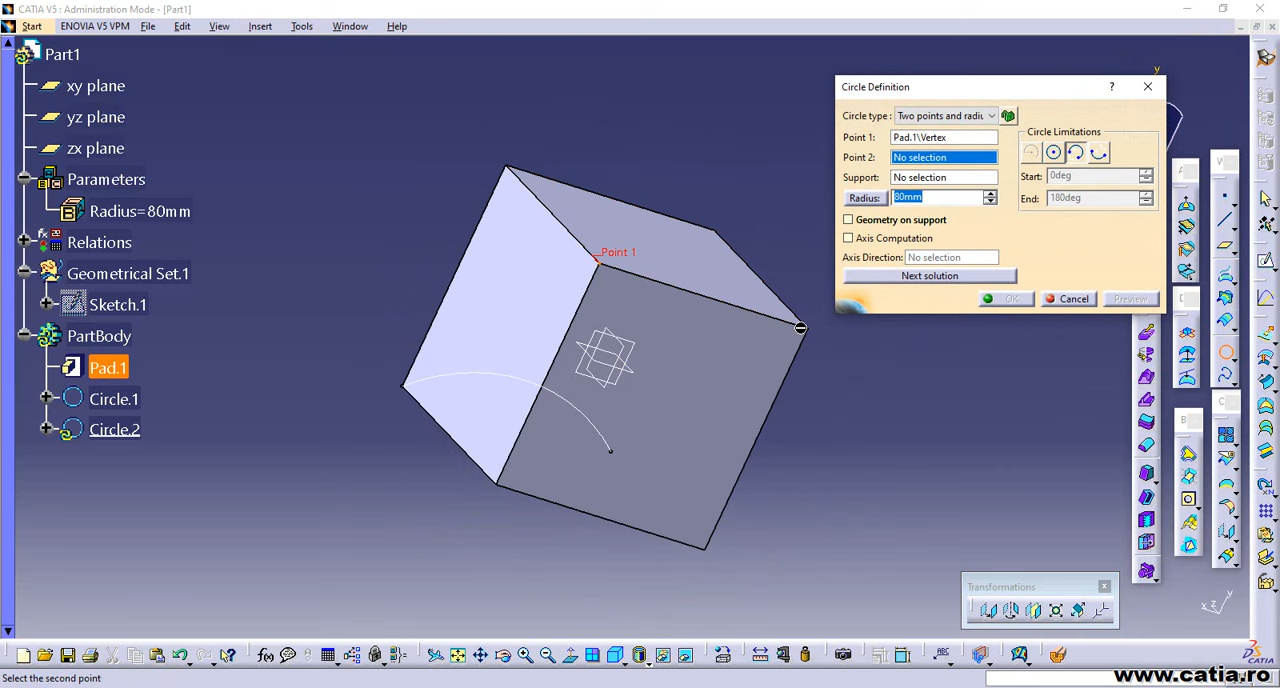 CATIA V5 : Administration Mode - [Part1]
Start ENOVIA V5 VPM File Edit View Insert Tools Window Help
Part1
xy plane
yz plane
zx plane
Parameters
Radius=80mm
Relations
Geometrical Set.1
Sketch.1
PartBody
Pad.1
Circle.1
Circle.2
Point 1
y
Circle Definition
? 
Circle type : Two points and radiu
Point 1: Pad.1\Vertex
Point 2: No selection
Support: No selection
Radius: 80mm
Geometry on support
Axis Computation
Axis Direction: No selection
Next solution
Circle Limitations
Start: 0deg
End: 180deg
OK Cancel Preview
W
S
D
B
C
Transformations
x z y
f(x)
ABC
CATIA
Select the second point
www.catia.ro